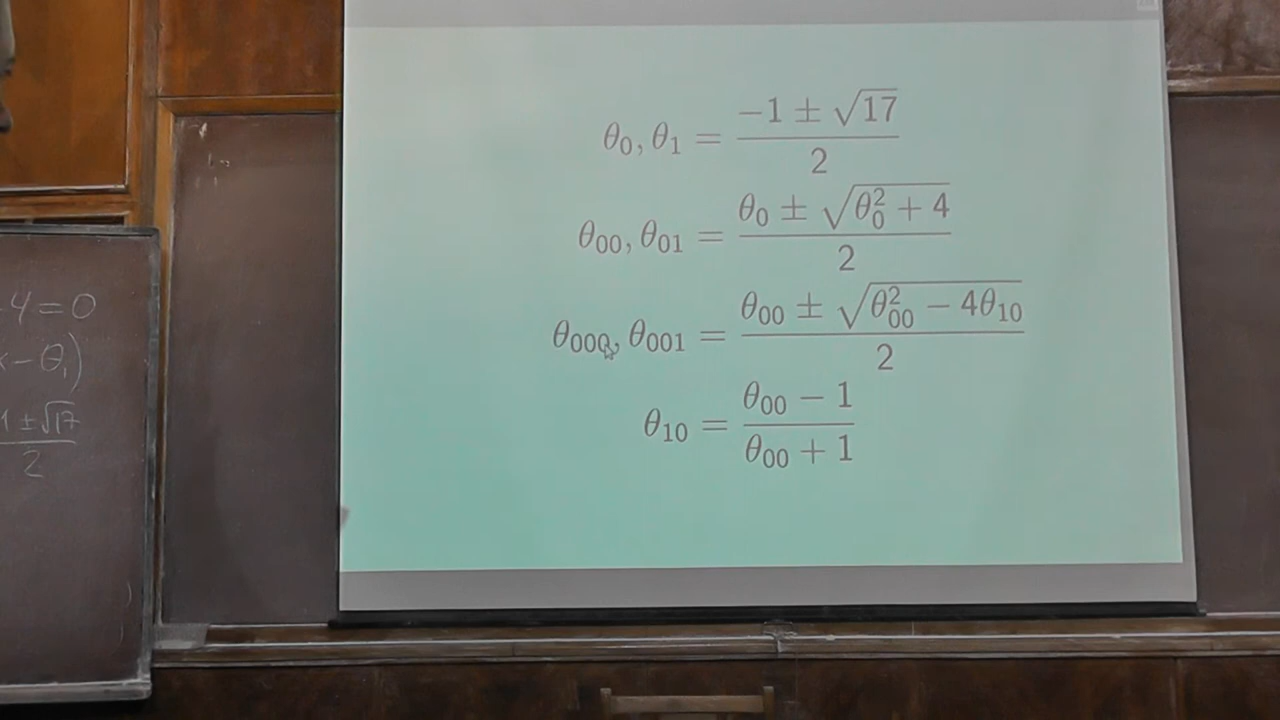 4=0
x-θ₁)
1±√17
2
θ₀, θ₁ = (-1 ± √17)/2
θ₀₀, θ₀₁ = (θ₀ ± √(θ₀² + 4))/2
θ₀₀₀, θ₀₀₁ = (θ₀₀ ± √(θ₀₀² − 4θ₁₀))/2
θ₁₀ = (θ₀₀ − 1)/(θ₀₀ + 1)